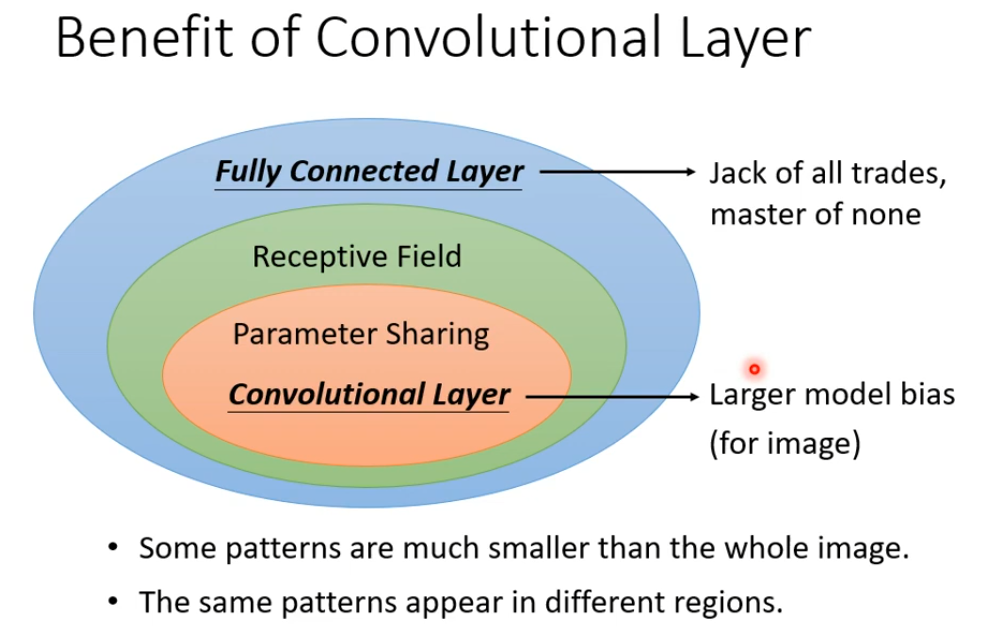 Benefit of Convolutional Layer
Fully Connected Layer
Jack of all trades,
master of none
Receptive Field
Parameter Sharing
Convolutional Layer
Larger model bias
(for image)
• Some patterns are much smaller than the whole image.
• The same patterns appear in different regions.